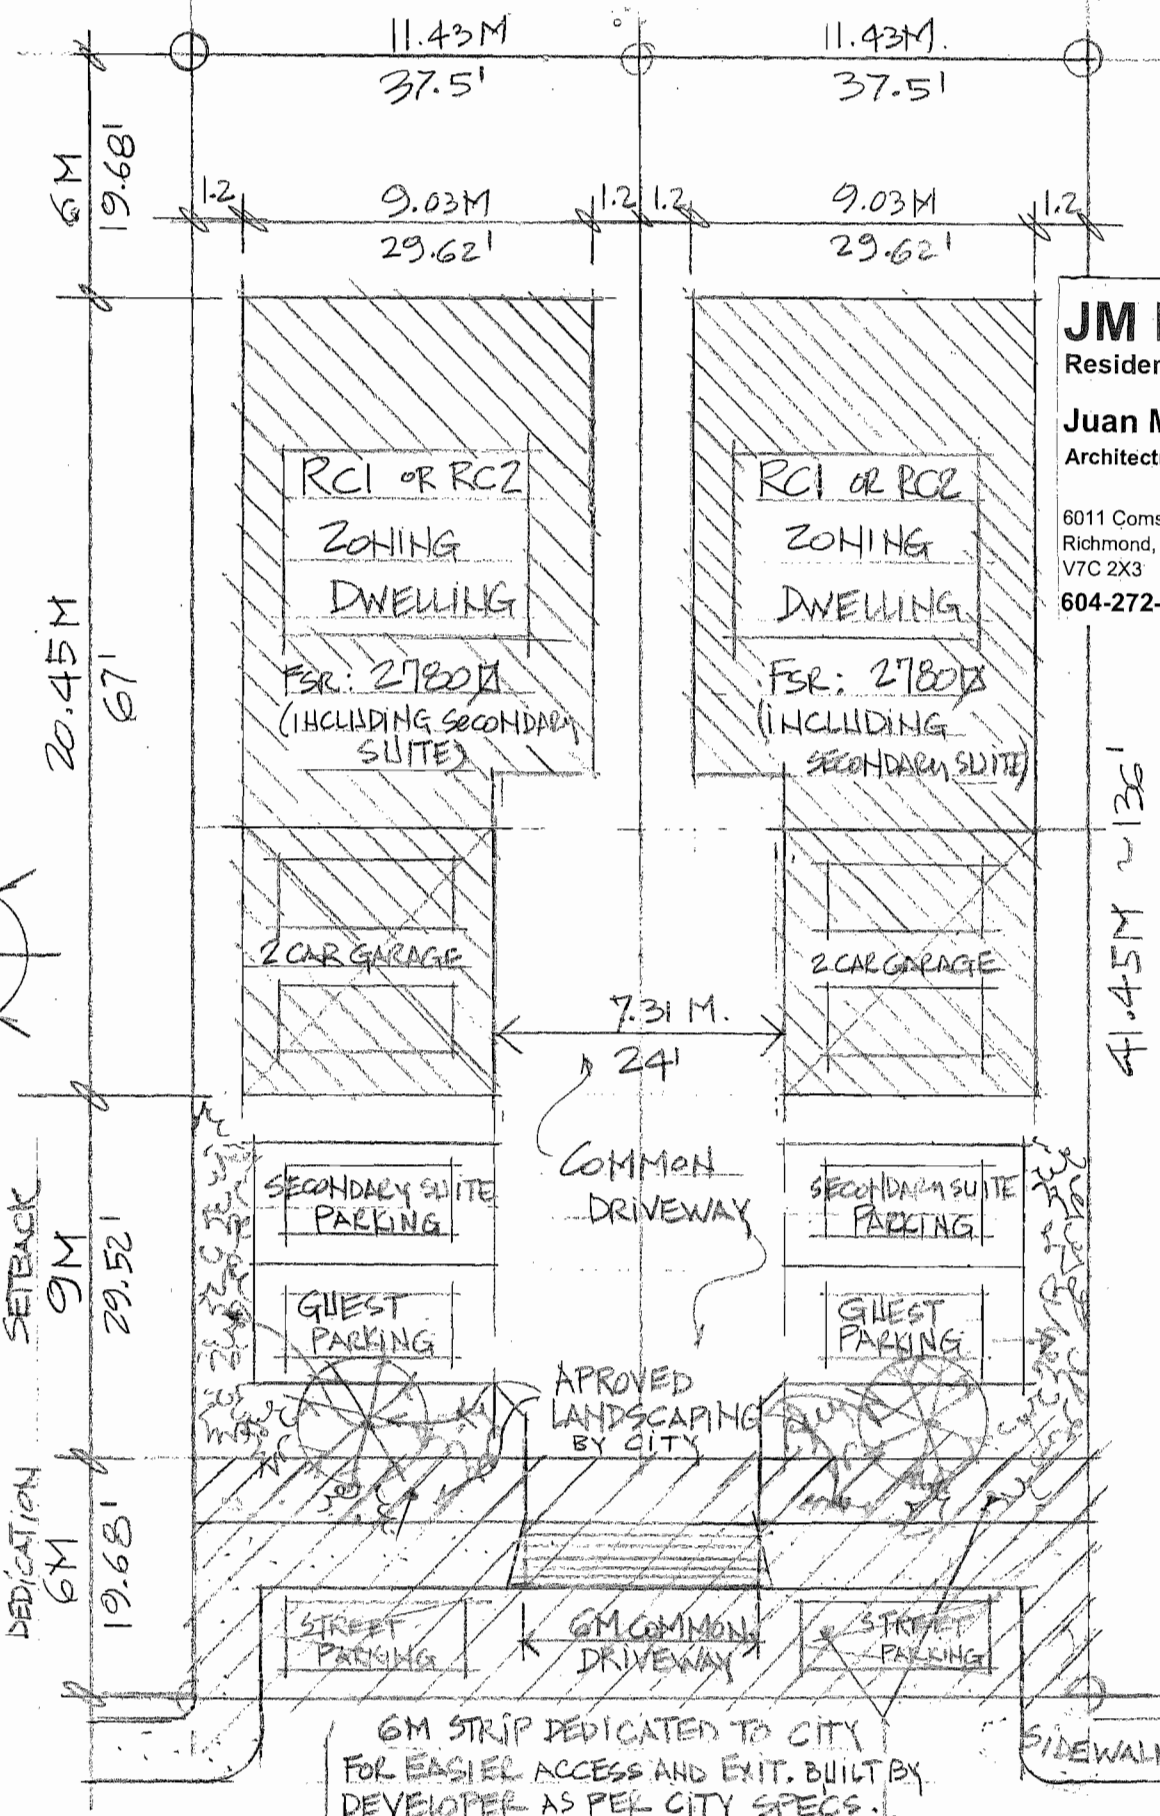 11.43M 11.43M.
37.5' 37.5'
6M
19.68'
1.2 9.03M 1.2 1.2 9.03M 1.2
29.62' 29.62'
JM
Juan
6011
Richmond,
V7C 2X3
604-272-
RC1 OR RC2
ZONING
DWELLING
FSR: 2780
(INCLUDING SECONDARY
SUITE)
RC1 OR RC2
ZONING
DWELLING
FSR: 2780
(INCLUDING
SECONDARY SUITE)
20.45M
67'
41.45M ~ 136'
2 CAR GARAGE
2 CAR GARAGE
7.31 M.
24'
COMMON
DRIVEWAY
SECONDARY SUITE
PARKING
SECONDARY SUITE
PARKING
GUEST
PARKING
GUEST
PARKING
SETBACK
9M
29.52'
APROVED
LANDSCAPING
BY CITY
DEDICATION
6M
19.68'
STREET
PARKING
6M COMMON
DRIVEWAY
STREET
PARKING
SIDEWALK
6M STRIP DEDICATED TO CITY
FOR EASIER ACCESS AND EXIT. BUILT BY
DEVELOPER AS PER CITY SPECS.